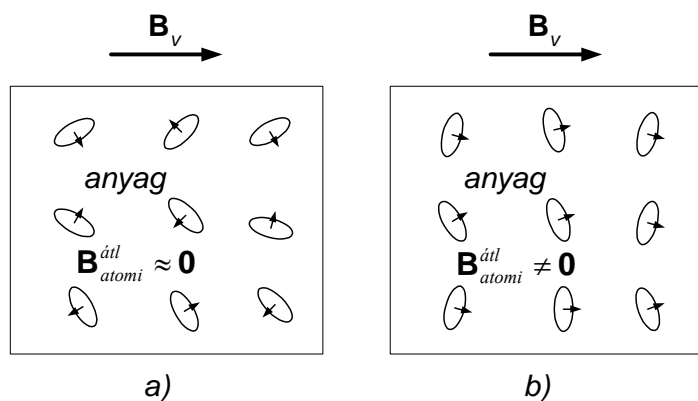 B_v
B_v
anyag
anyag
B^{átl}_{atomi} ≈ 0
B^{átl}_{atomi} ≠ 0
a)
b)